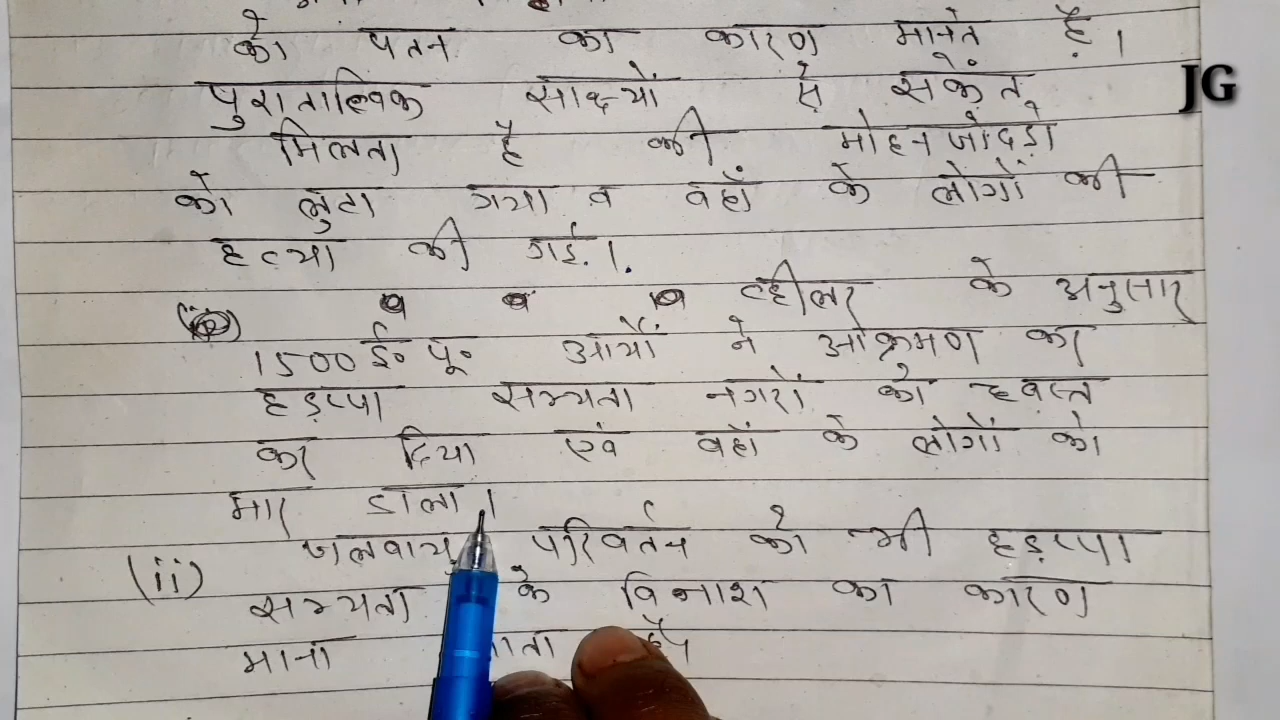 को पतन का कारण मानते है।
JG
पुरातात्विक साक्ष्यों से संकेत
मिलता है की मोहनजोदड़ो
को लुटा गया व वहाँ के लोगों की
हत्या की गई।
व्हीलर के अनुसार
1500 ई० पू० आर्यों ने आक्रमण कर
हड़प्पा सभ्यता नगरों को ध्वस्त
कर दिया एवं वहाँ के लोगों को
मार डाला।
(ii) जलवायु परिवर्तन को भी हड़प्पा
सभ्यता के विनाश का कारण
माना है